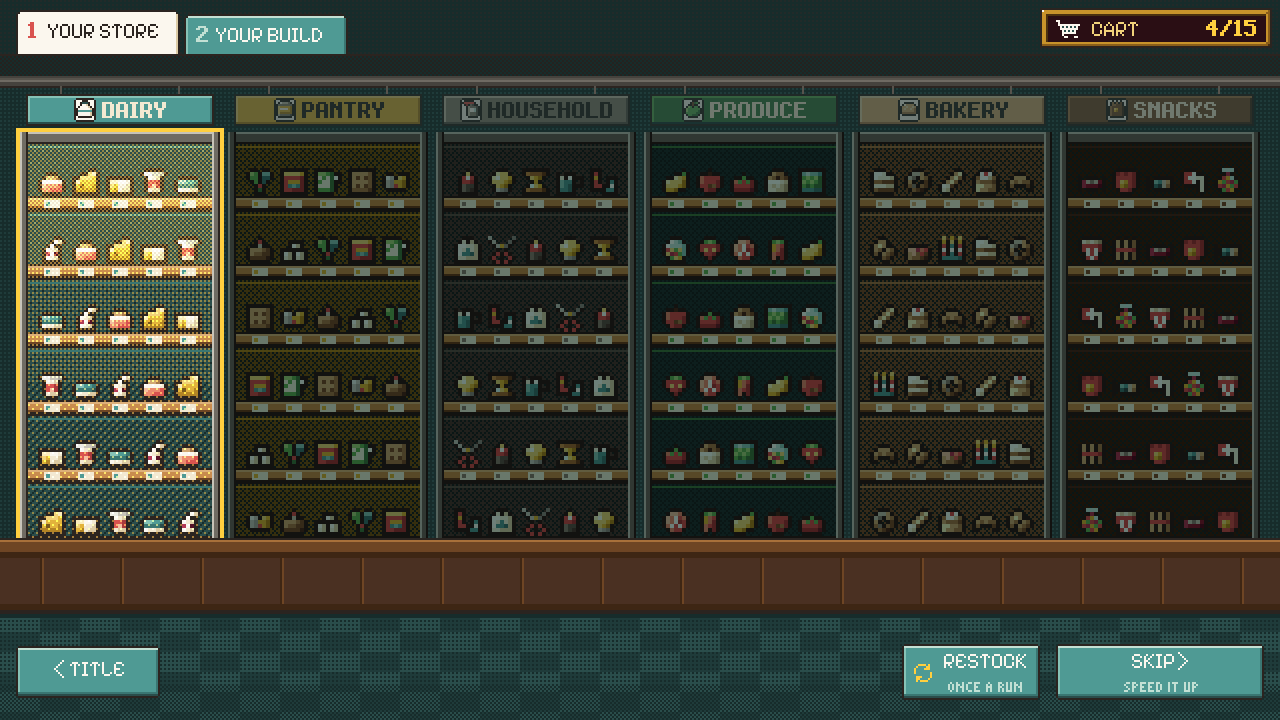 1 YOUR STORE
2 YOUR BUILD
CART 4/15
DAIRY
PANTRY
HOUSEHOLD
PRODUCE
BAKERY
SNACKS
< TITLE
RESTOCK
ONCE A RUN
SKIP >
SPEED IT UP